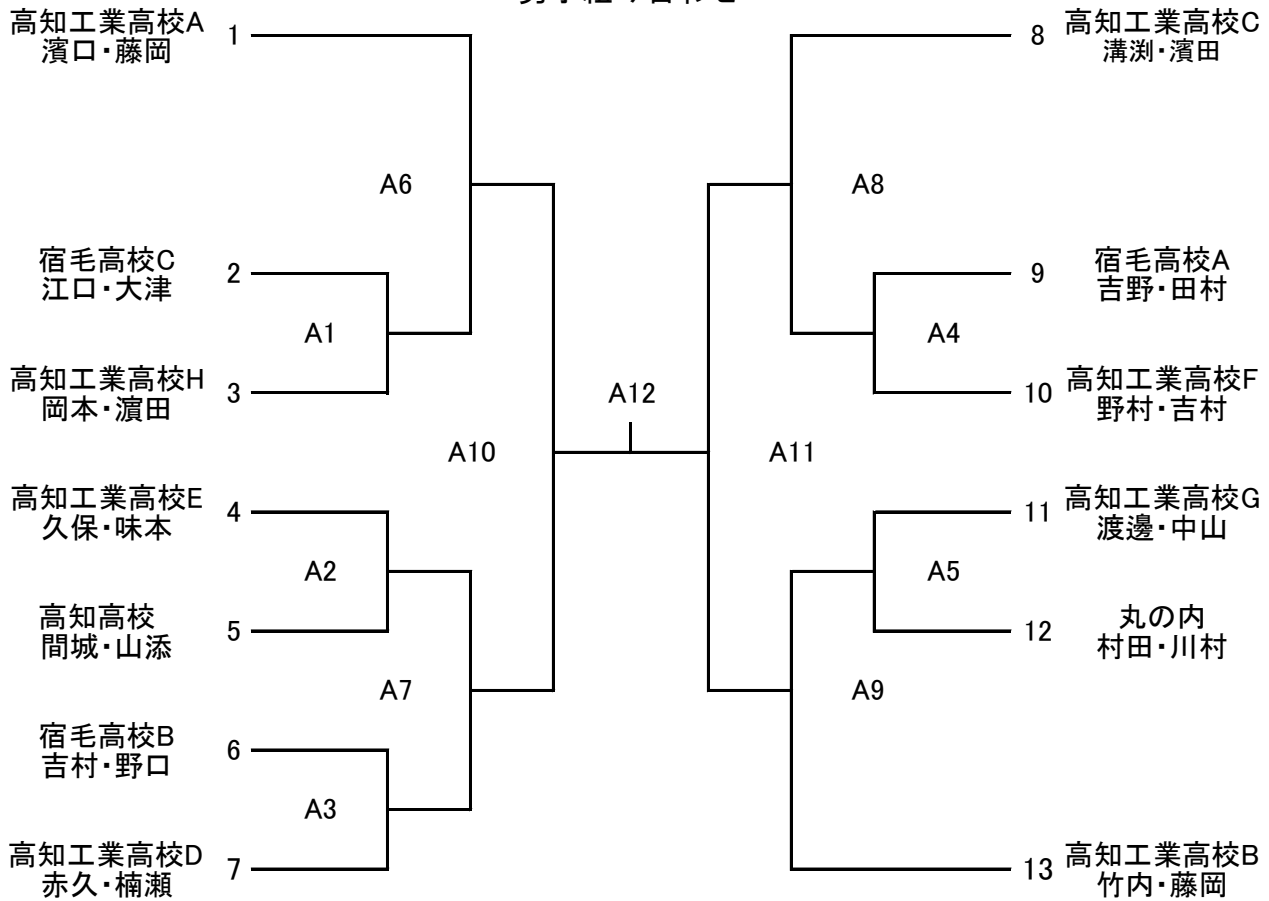 高知工業高校A
濱口・藤岡
1
A6
宿毛高校C
江口・大津
2
A1
高知工業高校H
岡本・濵田
3
A10
高知工業高校E
久保・味本
4
A2
高知高校
間城・山添
5
A7
宿毛高校B
吉村・野口
6
A3
高知工業高校D
赤久・楠瀬
7
A12
8
高知工業高校C
溝渕・濱田
A8
9
宿毛高校A
吉野・田村
A4
10
高知工業高校F
野村・吉村
A11
11
高知工業高校G
渡邊・中山
A5
12
丸の内
村田・川村
A9
13
高知工業高校B
竹内・藤岡